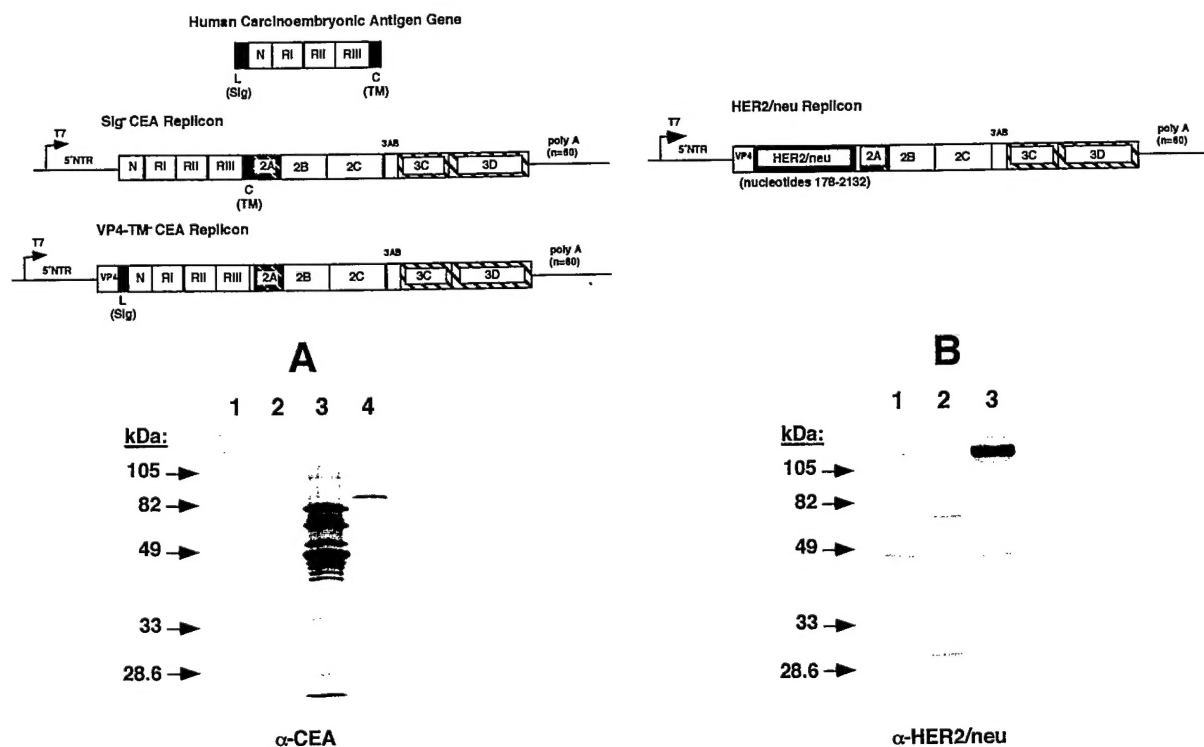 Human Carcinoembryonic Antigen Gene
N RI RII RIII
L C
(Sig) (TM)
Sig- CEA Replicon
T7
5'NTR
3AB
poly A
(n=60)
N RI RII RIII 2A 2B 2C 3C 3D
C
(TM)
VP4-TM- CEA Replicon
T7
5'NTR
3AB
poly A
(n=60)
VP4 N RI RII RIII 2A 2B 2C 3C 3D
L
(Sig)
HER2/neu Replicon
T7
5'NTR
3AB
poly A
(n=60)
VP4 HER2/neu 2A 2B 2C 3C 3D
(nucleotides 178-2132)
A
1 2 3 4
kDa:
105
82
49
33
28.6
α-CEA
B
1 2 3
kDa:
105
82
49
33
28.6
α-HER2/neu